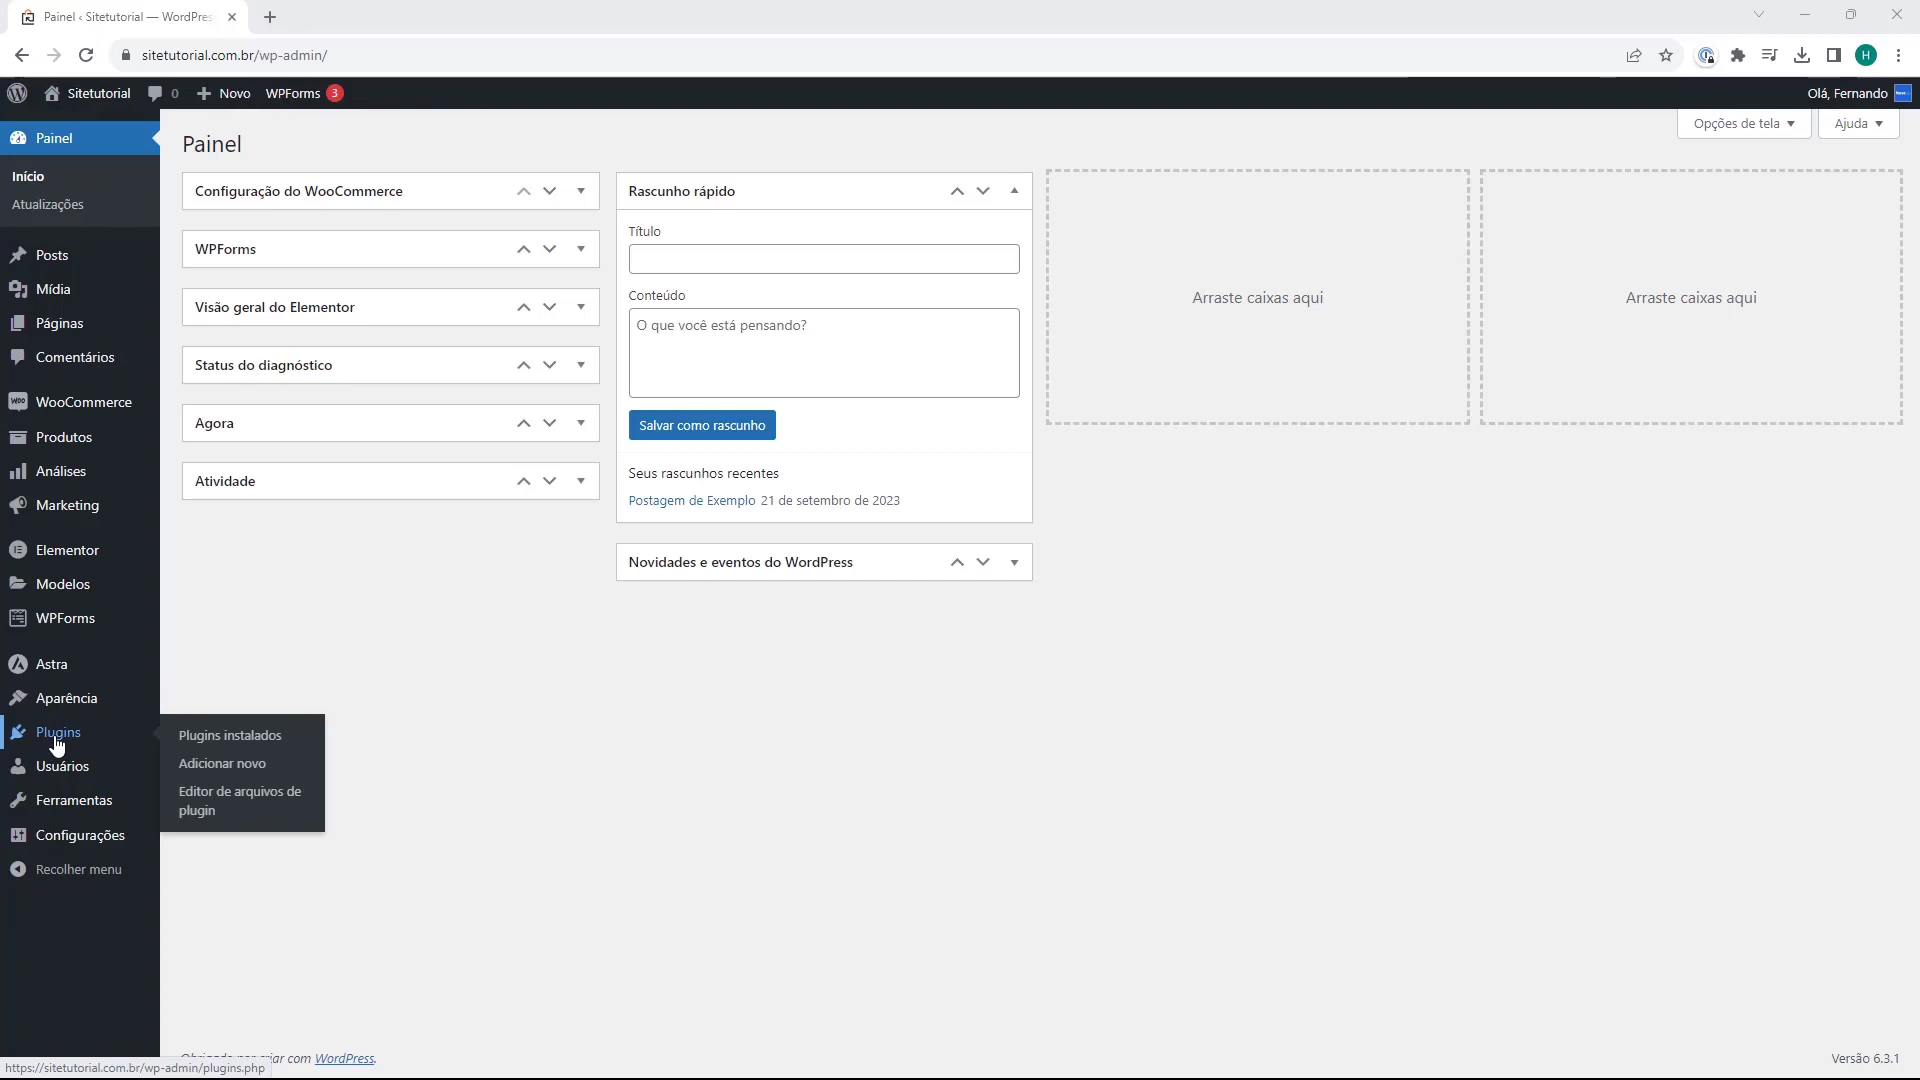 Painel ‹ Sitetutorial — WordPres
sitetutorial.com.br/wp-admin/
H
Sitetutorial
0
Novo
WPForms 3
Olá, Fernando
Opções de tela
Ajuda
Painel
Início
Atualizações
Posts
Mídia
Páginas
Comentários
WooCommerce
Produtos
Análises
Marketing
Elementor
Modelos
WPForms
Astra
Aparência
Plugins
Usuários
Ferramentas
Configurações
Recolher menu
Plugins instalados
Adicionar novo
Editor de arquivos de
plugin
Painel
Configuração do WooCommerce
WPForms
Visão geral do Elementor
Status do diagnóstico
Agora
Atividade
Rascunho rápido
Título
Conteúdo
O que você está pensando?
Salvar como rascunho
Seus rascunhos recentes
Postagem de Exemplo 21 de setembro de 2023
Novidades e eventos do WordPress
Arraste caixas aqui
Arraste caixas aqui
com WordPress.
Versão 6.3.1
https://sitetutorial.com.br/wp-admin/plugins.php